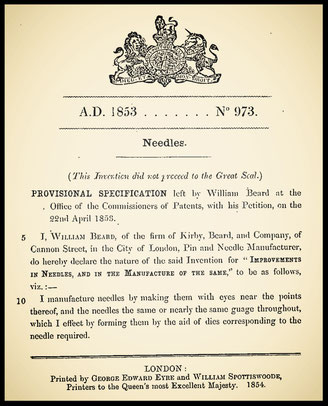 DIEU ET MON DROIT
A.D. 1853 . . . . . . . No 973.
Needles.
(This Invention did not proceed to the Great Seal.)
PROVISIONAL SPECIFICATION left by William Beard at the
Office of the Commissioners of Patents, with his Petition, on the
22nd April 1853.
5 I, WILLIAM BEARD, of the firm of Kirby, Beard, and Company, of
Cannon Street, in the City of London, Pin and Needle Manufacturer,
do hereby declare the nature of the said Invention for "IMPROVEMENTS
IN NEEDLES, AND IN THE MANUFACTURE OF THE SAME," to be as follows,
viz.:—
10 I manufacture needles by making them with eyes near the points
thereof, and the needles the same or nearly the same guage throughout,
which I effect by forming them by the aid of dies corresponding to the
needle required.
LONDON:
Printed by GEORGE EDWARD EYRE and WILLIAM SPOTTISWOODE,
Printers to the Queen's most Excellent Majesty. 1854.